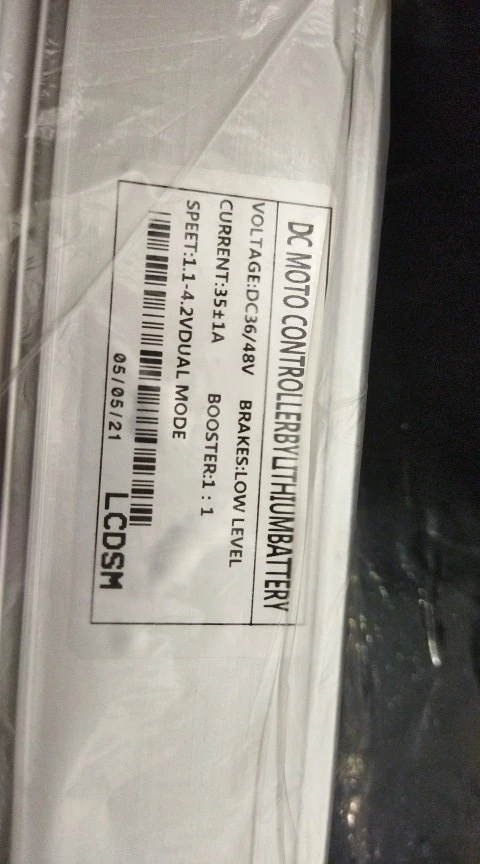 DC MOTO CONTROLLERBYLITHIUMBATTERY
VOLTAGE:DC36/48V BRAKES:LOW LEVEL
CURRENT:35±1A BOOSTER:1 : 1
SPEET:1.1-4.2VDUAL MODE
05/05/21 LCDSM